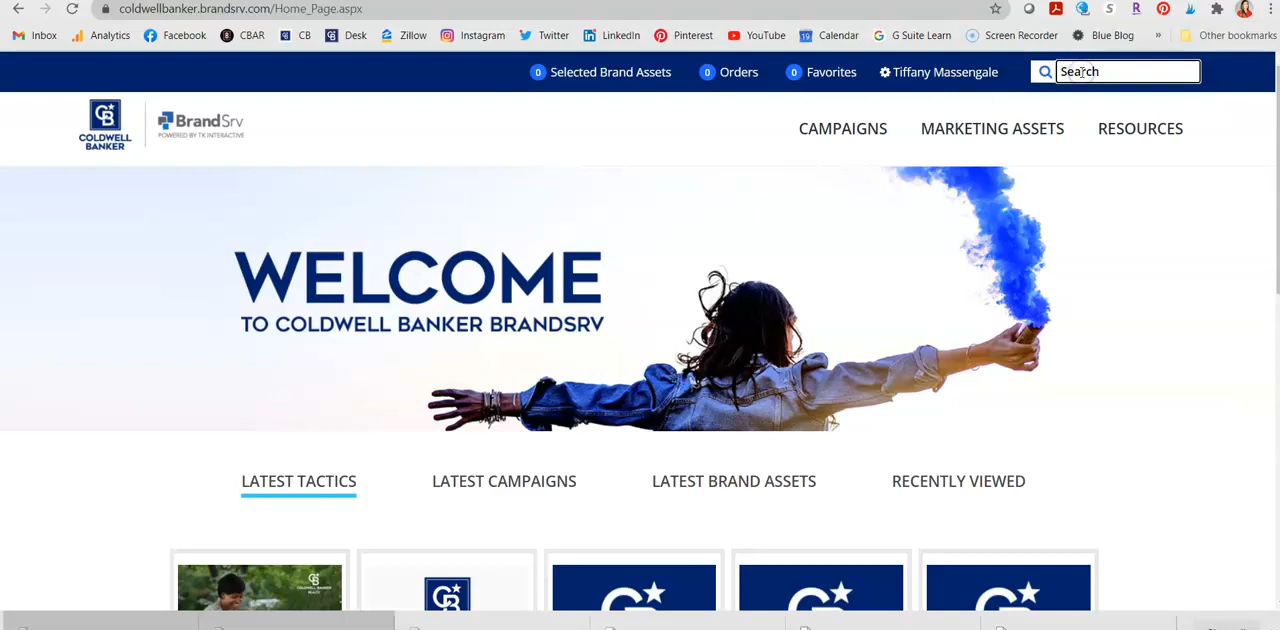 coldwellbanker.brandsrv.com/Home_Page.aspx
Inbox Analytics Facebook CBAR CB Desk Zillow Instagram Twitter LinkedIn Pinterest YouTube Calendar G Suite Learn Screen Recorder Blue Blog » Other bookmarks
0 Selected Brand Assets 0 Orders 0 Favorites Tiffany Massengale Search
COLDWELL BANKER
BrandSrv
POWERED BY TK INTERACTIVE
CAMPAIGNS MARKETING ASSETS RESOURCES
WELCOME
TO COLDWELL BANKER BRANDSRV
LATEST TACTICS LATEST CAMPAIGNS LATEST BRAND ASSETS RECENTLY VIEWED